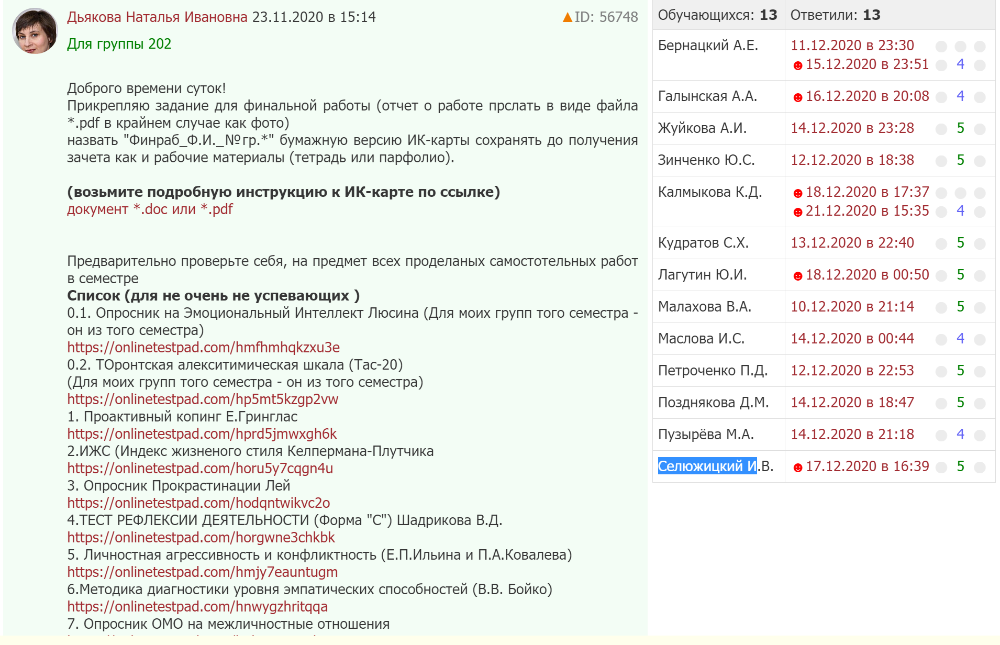 Дьякова Наталья Ивановна 23.11.2020 в 15:14
▲ID: 56748
Для группы 202
Доброго времени суток!
Прикрепляю задание для финальной работы (отчет о работе прслать в виде файла
*.pdf в крайнем случае как фото)
назвать "Финраб_Ф.И._№гр.*" бумажную версию ИК-карты сохранять до получения
зачета как и рабочие материалы (тетрадь или парфолио).
(возьмите подробную инструкцию к ИК-карте по ссылке)
документ *.doc или *.pdf
Предварительно проверьте себя, на предмет всех проделаных самостотельных работ
в семестре
Список (для не очень не успевающих )
0.1. Опросник на Эмоциональный Интеллект Люсина (Для моих групп того семестра -
он из того семестра)
https://onlinetestpad.com/hmfhmhqkzxu3e
0.2. ТОронтская алекситимическая шкала (Тас-20)
(Для моих групп того семестра - он из того семестра)
https://onlinetestpad.com/hp5mt5kzgp2vw
1. Проактивный копинг Е.Гринглас
https://onlinetestpad.com/hprd5jmwxgh6k
2.ИЖС (Индекс жизненого стиля Келпермана-Плутчика
https://onlinetestpad.com/horu5y7cqgn4u
3. Опросник Прокрастинации Лей
https://onlinetestpad.com/hodqntwikvc2o
4.ТЕСТ РЕФЛЕКСИИ ДЕЯТЕЛЬНОСТИ (Форма "С") Шадрикова В.Д.
https://onlinetestpad.com/horgwne3chkbk
5. Личностная агрессивность и конфликтность (Е.П.Ильина и П.А.Ковалева)
https://onlinetestpad.com/hmjy7eauntugm
6.Методика диагностики уровня эмпатических способностей (В.В. Бойко)
https://onlinetestpad.com/hnwygzhritqqa
7. Опросник ОМО на межличностные отношения
Обучающихся: 13 Ответили: 13
Бернацкий А.Е. 11.12.2020 в 23:30
15.12.2020 в 23:51 4
Галынская А.А. 16.12.2020 в 20:08 4
Жуйкова А.И. 14.12.2020 в 23:28 5
Зинченко Ю.С. 12.12.2020 в 18:38 5
Калмыкова К.Д. 18.12.2020 в 17:37
21.12.2020 в 15:35 4
Кудратов С.Х. 13.12.2020 в 22:40 5
Лагутин Ю.И. 18.12.2020 в 00:50 5
Малахова В.А. 10.12.2020 в 21:14 5
Маслова И.С. 14.12.2020 в 00:44 4
Петроченко П.Д. 12.12.2020 в 22:53 5
Позднякова Д.М. 14.12.2020 в 18:47 5
Пузырёва М.А. 14.12.2020 в 21:18 4
Селюжицкий И.В. 17.12.2020 в 16:39 5